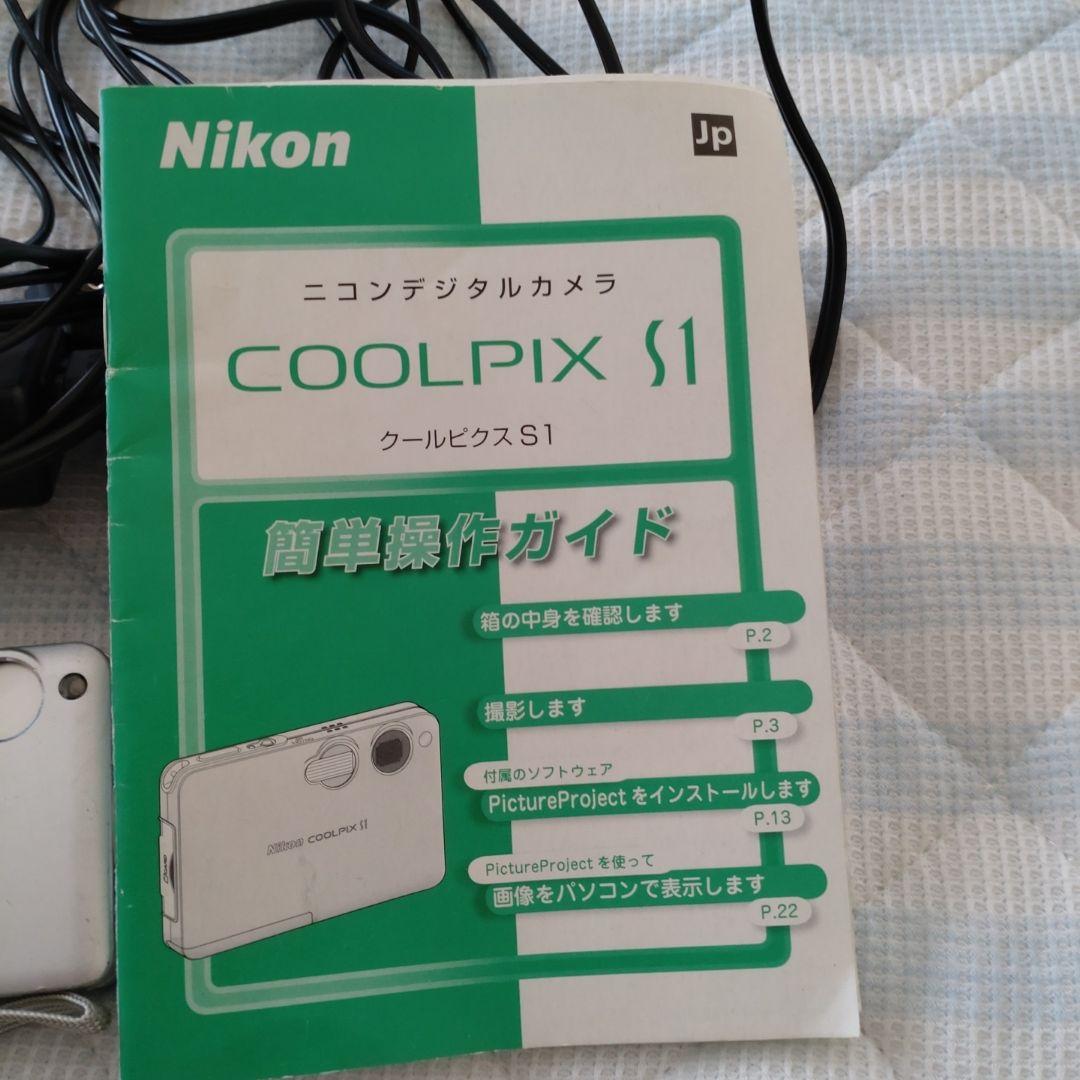 Nikon
Jp
ニコンデジタルカメラ
COOLPIX S1
クールピクス S1
簡単操作ガイド
箱の中身を確認します
P.2
撮影します
P.3
付属のソフトウェア
PictureProject をインストールします
P.13
PictureProject を使って
画像をパソコンで表示します
P.22
Nikon COOLPIX S1